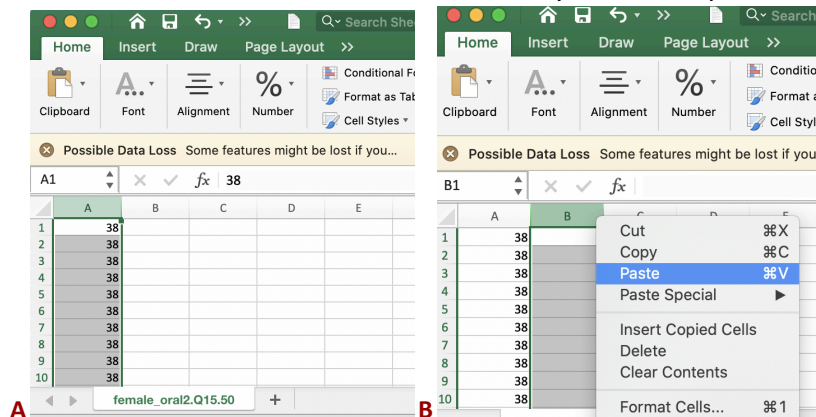 Search She
Home Insert Draw Page Layout >>
Clipboard Font Alignment Number
Conditional Fo
Format as Tab
Cell Styles
Possible Data Loss Some features might be lost if you...
A1 fx 38
A B C D E
1 38
2 38
3 38
4 38
5 38
6 38
7 38
8 38
9 38
10 38
female_oral2.Q15.50 +
A
Search
Home Insert Draw Page Layout >>
Clipboard Font Alignment Number
Conditio
Format a
Cell Styl
Possible Data Loss Some features might be lost if you
B1 fx
A B
1 38
2 38
3 38
4 38
5 38
6 38
7 38
8 38
9 38
10 38
Cut ⌘X
Copy ⌘C
Paste ⌘V
Paste Special ▶
Insert Copied Cells
Delete
Clear Contents
Format Cells... ⌘1
B